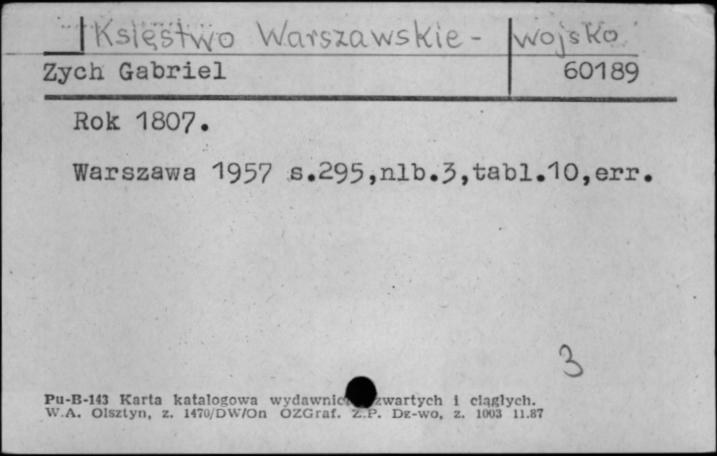 Księstwo Warszawskie - wojsko
Zych Gabriel 60189
Rok 1807.
Warszawa 1957 s.295,nlb.3,tabl.10,err.
3
Pu-B-143 Karta katalogowa wydawnic zwartych i ciągłych.
W.A. Olsztyn, z. 1470/DW/On OZGraf. Z.P. Dz-wo, z. 1003 11.87